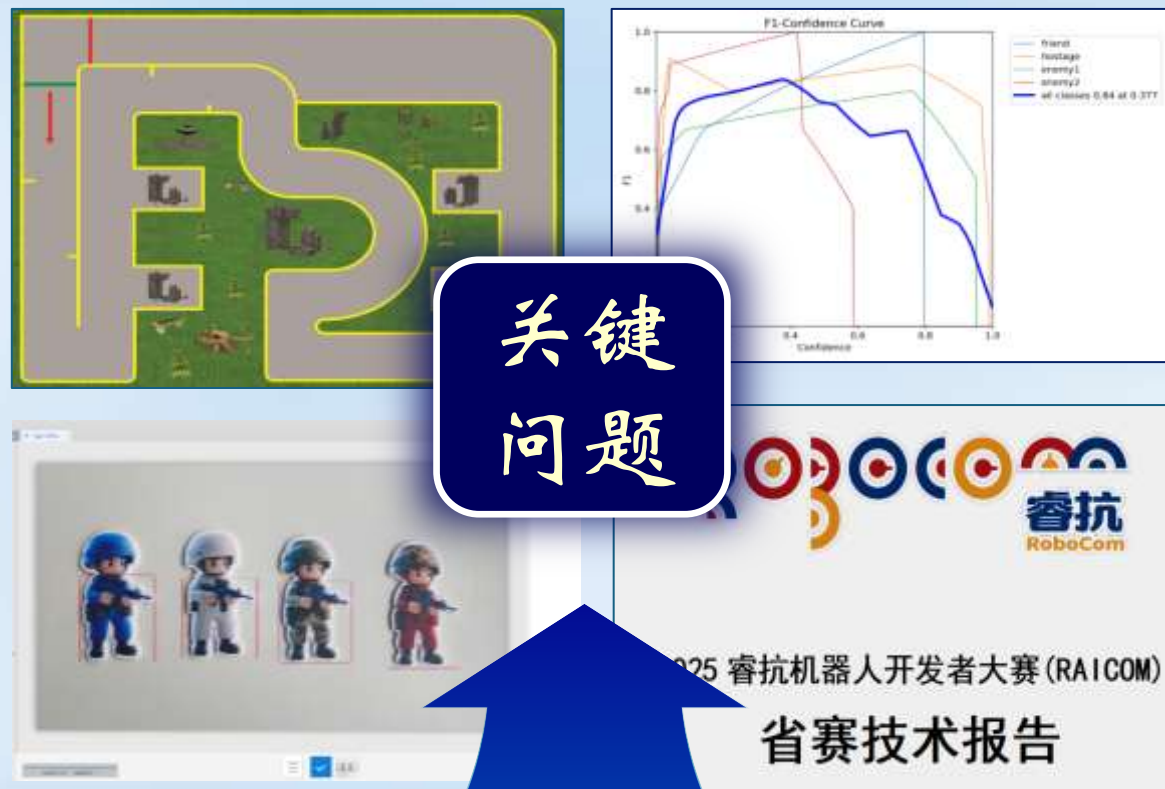 F1-Confidence Curve
1.0
0.8
0.6
0.4
F1
0.4
0.6
0.8
1.0
Confidence
friend
hostage
enemy1
enemy2
all classes 0.84 at 0.377
关键
问题
睿抗
RoboCom
25 睿抗机器人开发者大赛(RAICOM)
省赛技术报告